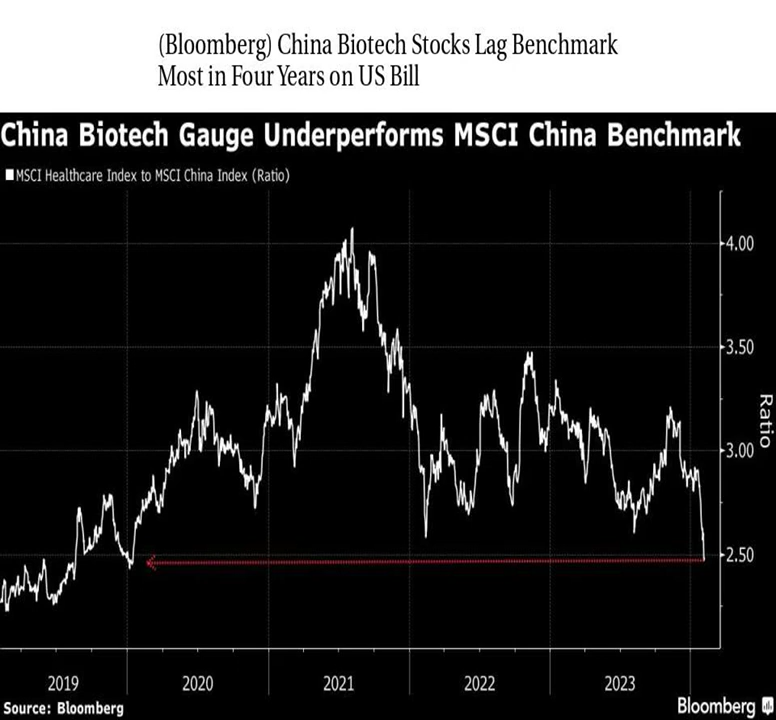 (Bloomberg) China Biotech Stocks Lag Benchmark
Most in Four Years on US Bill
China Biotech Gauge Underperforms MSCI China Benchmark
MSCI Healthcare Index to MSCI China Index (Ratio)
4.00
3.50
3.00
2.50
Ratio
2019 2020 2021 2022 2023
Source: Bloomberg
Bloomberg